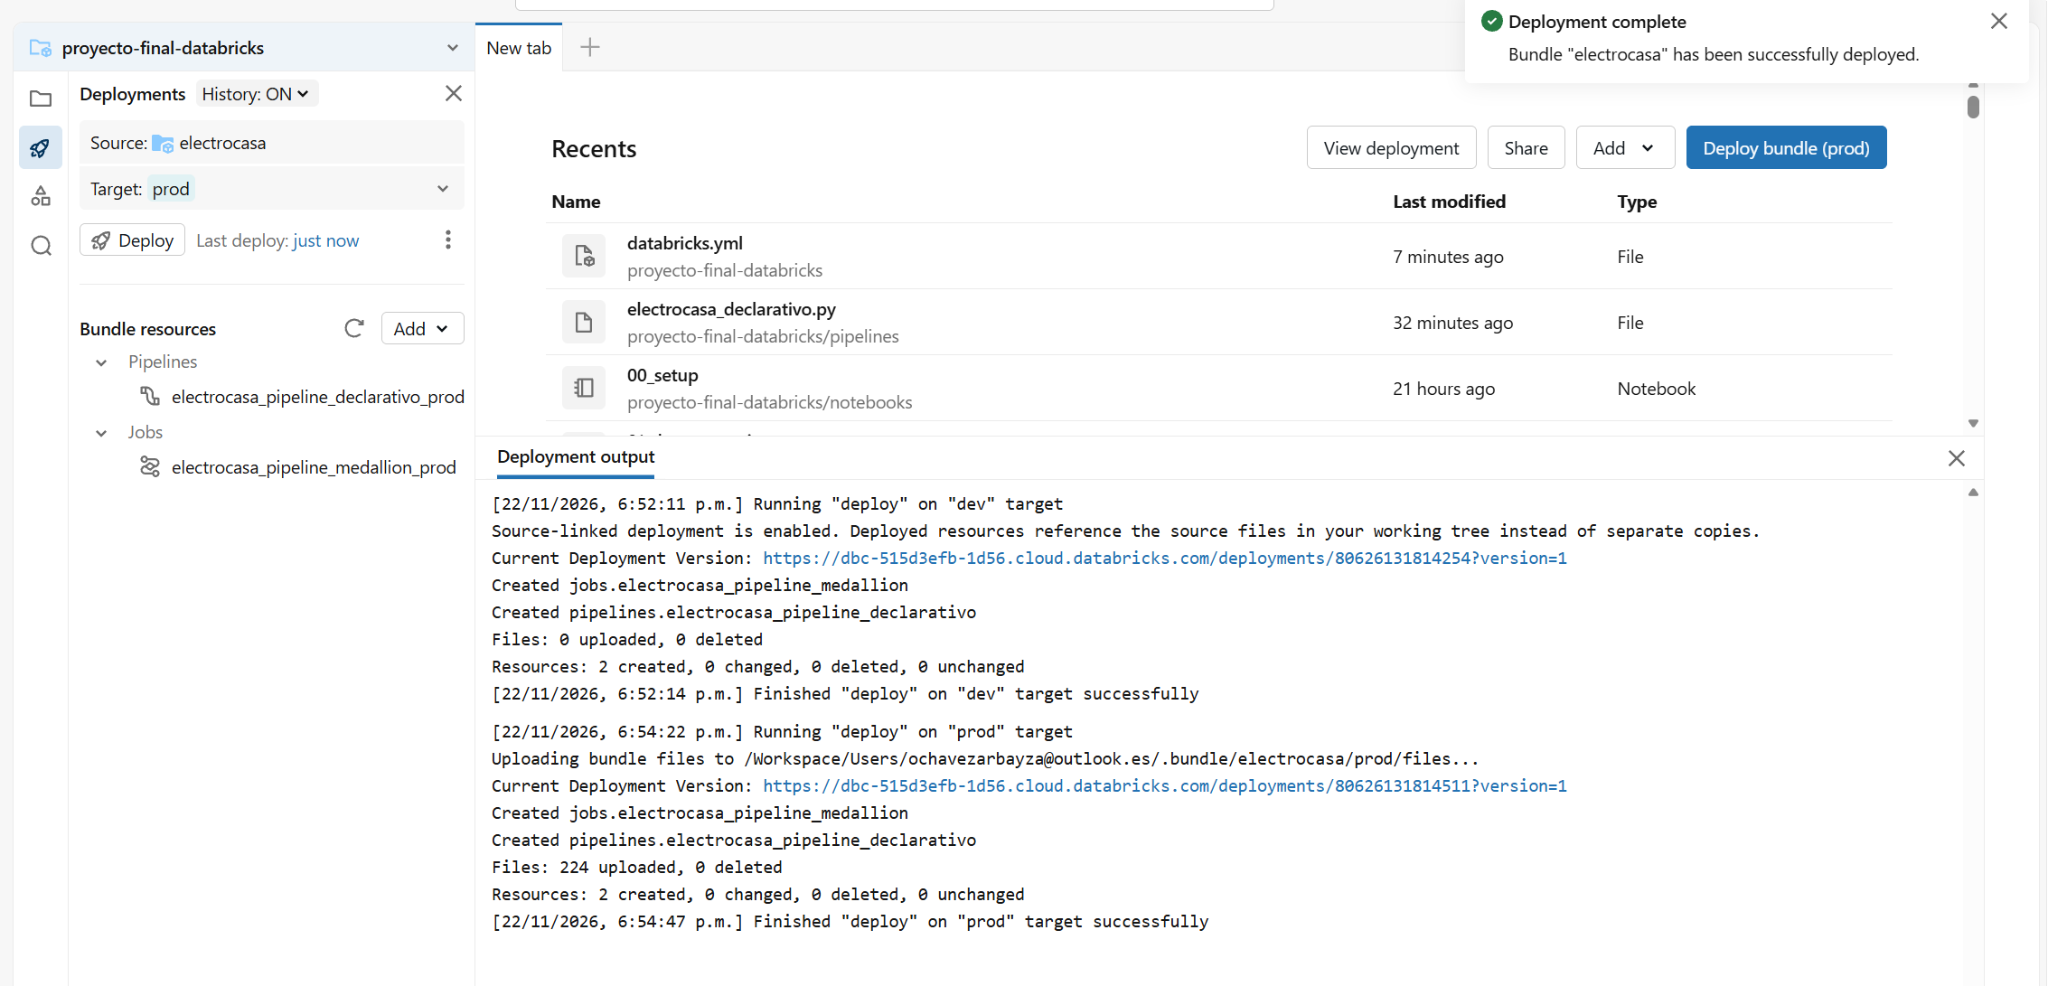 proyecto-final-databricks
New tab
Deployment complete
Bundle "electrocasa" has been successfully deployed.
Deployments
History: ON
Source: electrocasa
Target: prod
Deploy
Last deploy: just now
Bundle resources
Add
Pipelines
electrocasa_pipeline_declarativo_prod
Jobs
electrocasa_pipeline_medallion_prod
Recents
View deployment
Share
Add
Deploy bundle (prod)
Name Last modified Type
databricks.yml
proyecto-final-databricks
7 minutes ago File
electrocasa_declarativo.py
proyecto-final-databricks/pipelines
32 minutes ago File
00_setup
proyecto-final-databricks/notebooks
21 hours ago Notebook
Deployment output
[22/11/2026, 6:52:11 p.m.] Running "deploy" on "dev" target
Source-linked deployment is enabled. Deployed resources reference the source files in your working tree instead of separate copies.
Current Deployment Version: https://dbc-515d3efb-1d56.cloud.databricks.com/deployments/80626131814254?version=1
Created jobs.electrocasa_pipeline_medallion
Created pipelines.electrocasa_pipeline_declarativo
Files: 0 uploaded, 0 deleted
Resources: 2 created, 0 changed, 0 deleted, 0 unchanged
[22/11/2026, 6:52:14 p.m.] Finished "deploy" on "dev" target successfully
[22/11/2026, 6:54:22 p.m.] Running "deploy" on "prod" target
Uploading bundle files to /Workspace/Users/ochavezarbayza@outlook.es/.bundle/electrocasa/prod/files...
Current Deployment Version: https://dbc-515d3efb-1d56.cloud.databricks.com/deployments/80626131814511?version=1
Created jobs.electrocasa_pipeline_medallion
Created pipelines.electrocasa_pipeline_declarativo
Files: 224 uploaded, 0 deleted
Resources: 2 created, 0 changed, 0 deleted, 0 unchanged
[22/11/2026, 6:54:47 p.m.] Finished "deploy" on "prod" target successfully